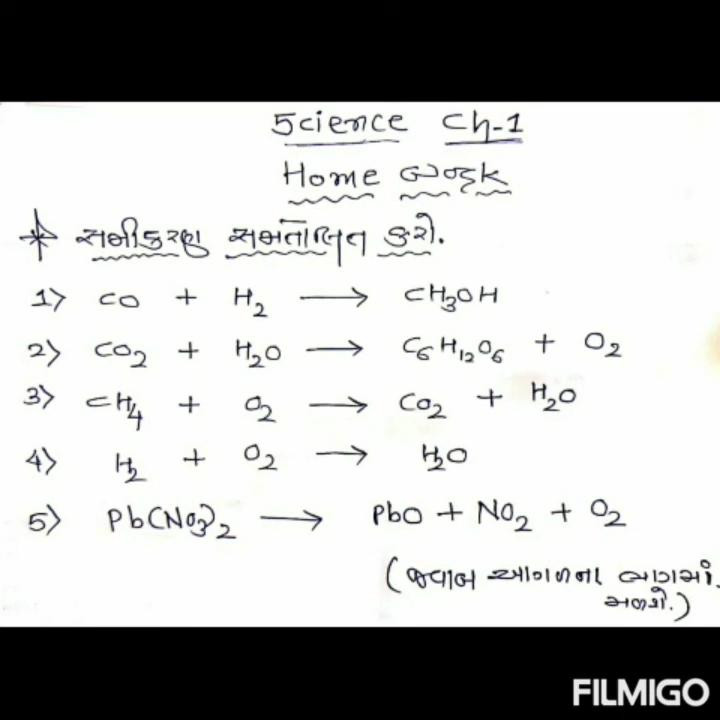 Science Ch-1
Home વર્ક
* સમીકરણ સમતોલિત કરો.
1) CO + H₂ ⟶ CH₃OH
2) CO₂ + H₂O ⟶ C₆H₁₂O₆ + O₂
3) CH₄ + O₂ ⟶ CO₂ + H₂O
4) H₂ + O₂ ⟶ H₂O
5) Pb(NO₃)₂ ⟶ PbO + NO₂ + O₂
(જવાબ આગળના ભાગમાં
મળશે.)
FILMIGO